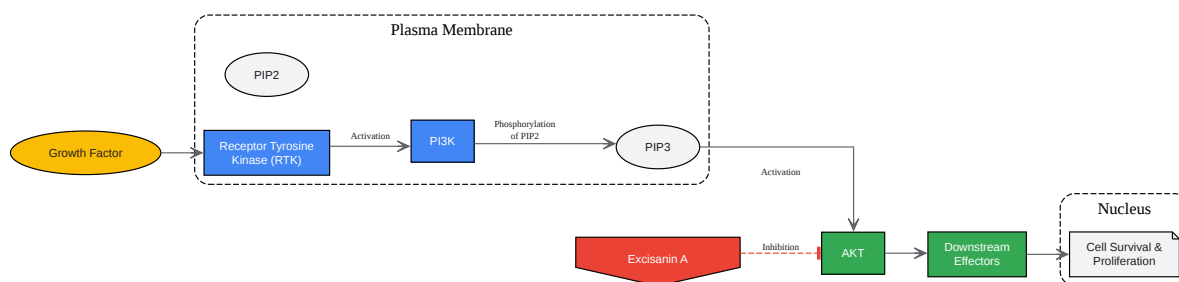 Plasma Membrane
PIP2
Growth Factor
Receptor Tyrosine
Kinase (RTK)
Activation
PI3K
Phosphorylation
of PIP2
PIP3
Activation
Excisanin A
Inhibition
AKT
Downstream
Effectors
Nucleus
Cell Survival &
Proliferation